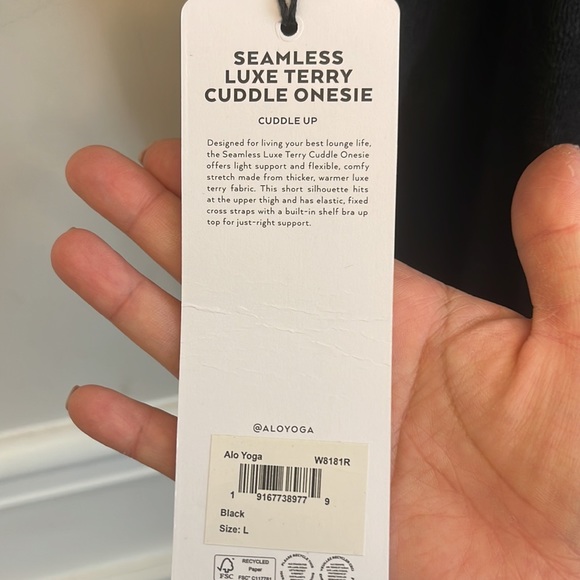 SEAMLESS
LUXE TERRY
CUDDLE ONESIE
CUDDLE UP
Designed for living your best lounge life,
the Seamless Luxe Terry Cuddle Onesie
offers light support and flexible, comfy
stretch made from thicker, warmer luxe
terry fabric. This short silhouette hits
at the upper thigh and has elastic, fixed
cross straps with a built-in shelf bra up
top for just-right support.
@ALOYOGA
Alo Yoga W8181R
1 91677 38977 9
Black
Size: L
RECYCLED
Paper
FSC